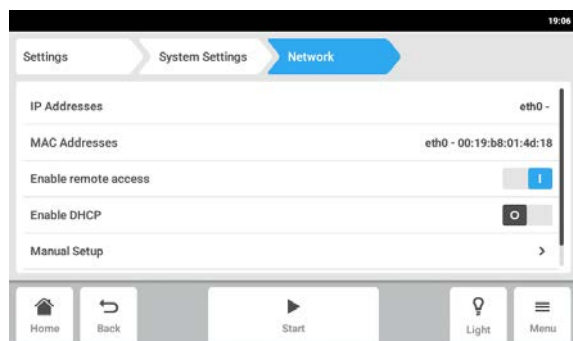 19:06
Settings System Settings Network
IP Addresses eth0 -
MAC Addresses eth0 - 00:19:b8:01:4d:18
Enable remote access I
Enable DHCP O
Manual Setup >
Home Back Start Light Menu